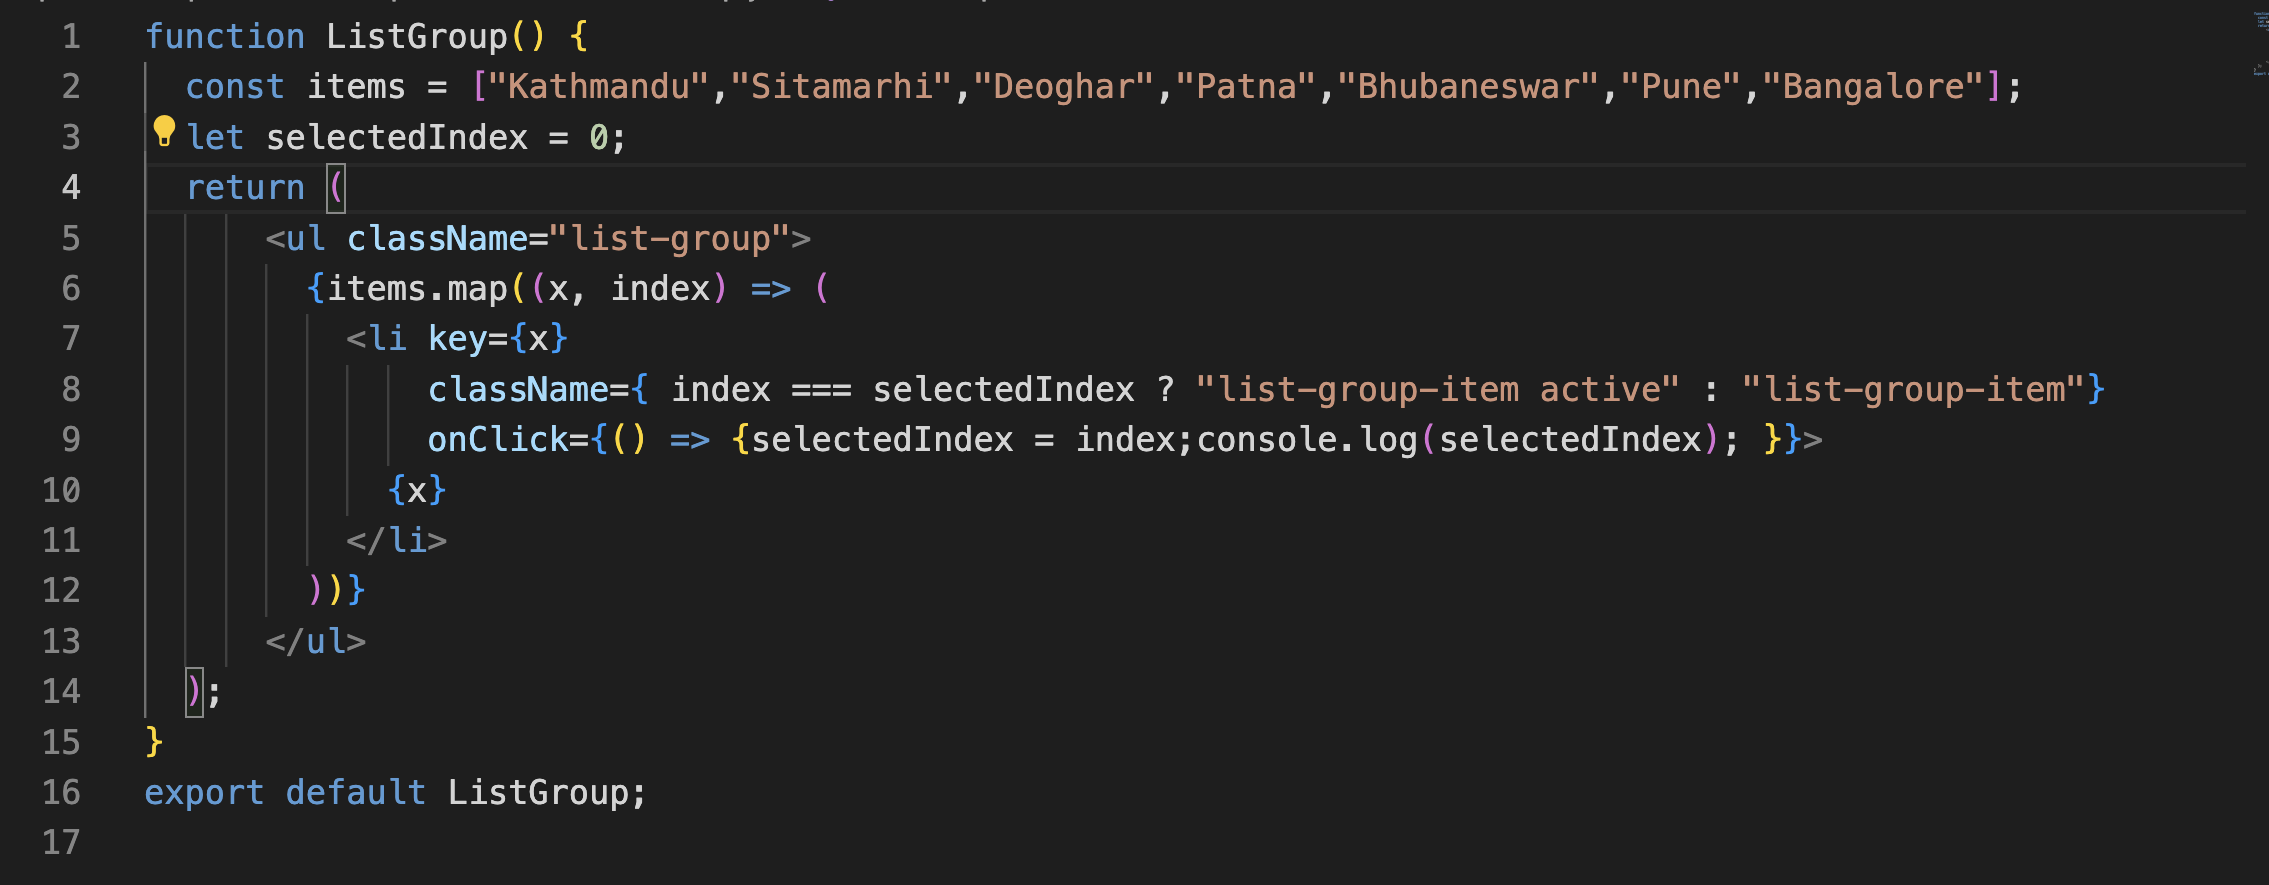 1 function ListGroup() {
2 const items = ["Kathmandu","Sitamarhi","Deoghar","Patna","Bhubaneswar","Pune","Bangalore"];
3 let selectedIndex = 0;
4 return (
5 <ul className="list-group">
6 {items.map((x, index) => (
7 <li key={x}
8 className={ index === selectedIndex ? "list-group-item active" : "list-group-item"}
9 onClick={() => {selectedIndex = index;console.log(selectedIndex); }}>
10 {x}
11 </li>
12 ))}
13 </ul>
14 );
15 }
16 export default ListGroup;
17